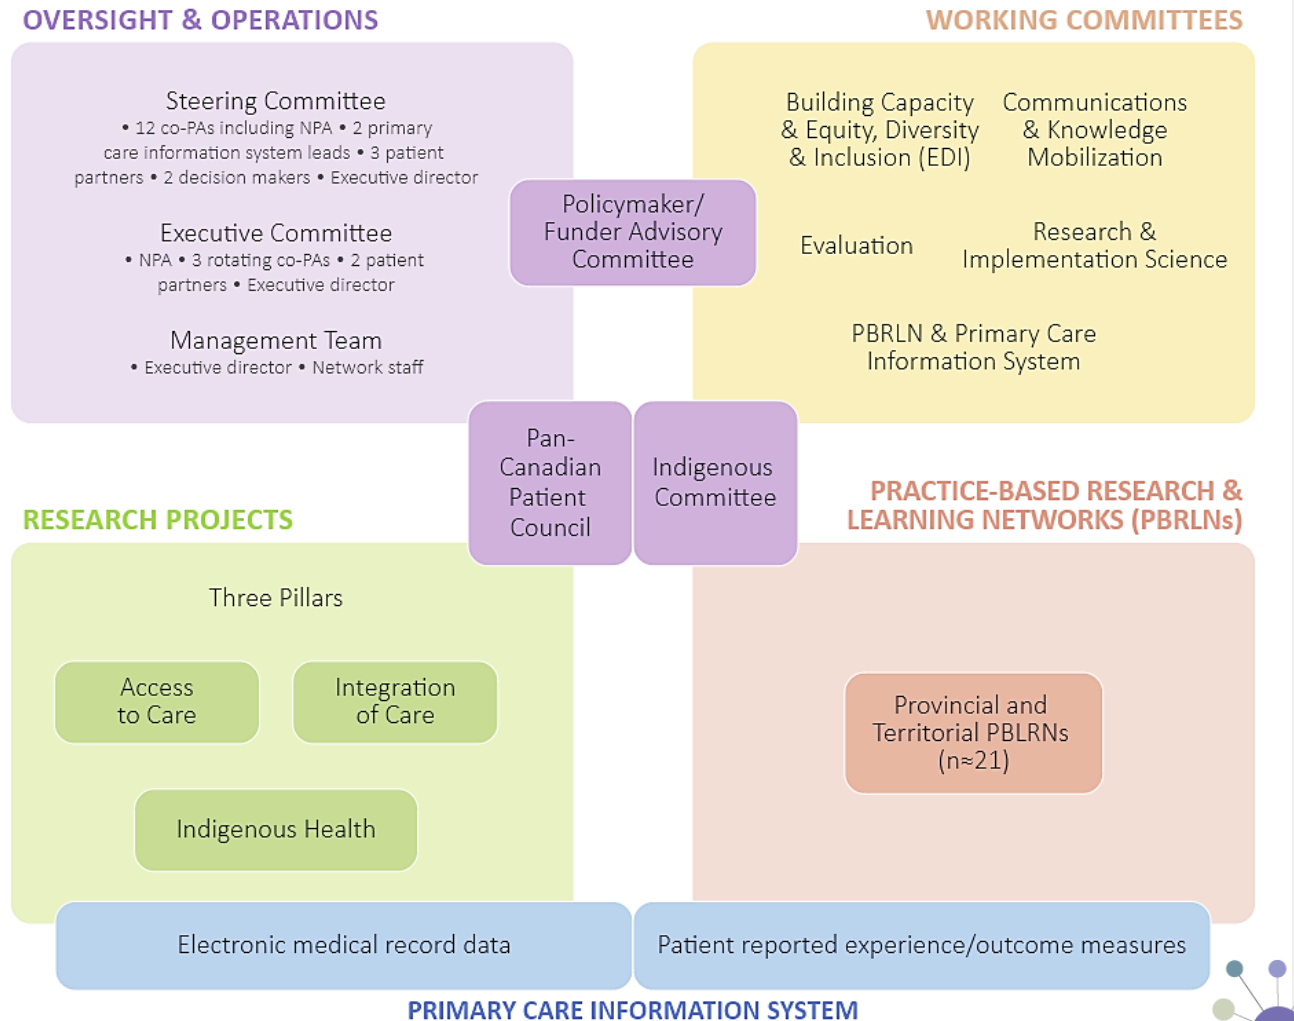 OVERSIGHT & OPERATIONS
Steering Committee
• 12 co-PAs including NPA • 2 primary
care information system leads • 3 patient
partners • 2 decision makers • Executive director
Executive Committee
• NPA • 3 rotating co-PAs • 2 patient
partners • Executive director
Management Team
• Executive director • Network staff
WORKING COMMITTEES
Building Capacity
& Equity, Diversity
& Inclusion (EDI)
Communications
& Knowledge
Mobilization
Evaluation
Research &
Implementation Science
PBRLN & Primary Care
Information System
Policymaker/
Funder Advisory
Committee
Pan-
Canadian
Patient
Council
Indigenous
Committee
RESEARCH PROJECTS
Three Pillars
Access
to Care
Integration
of Care
Indigenous Health
PRACTICE-BASED RESEARCH &
LEARNING NETWORKS (PBRLNs)
Provincial and
Territorial PBLRNs
(n≈21)
Electronic medical record data
Patient reported experience/outcome measures
PRIMARY CARE INFORMATION SYSTEM